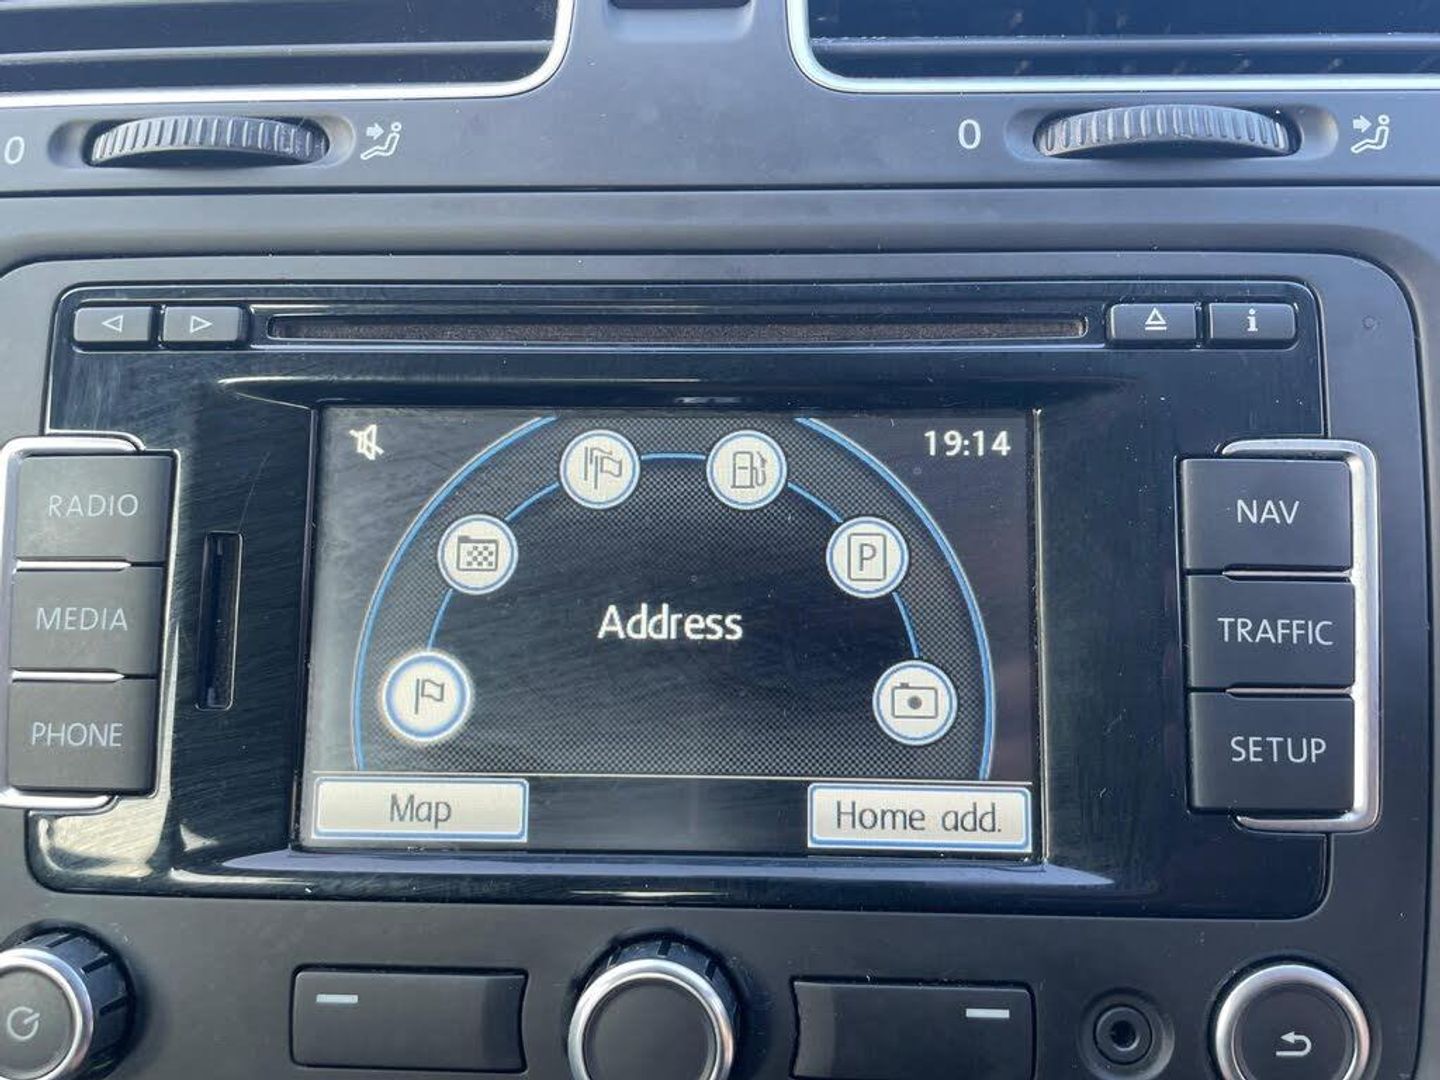 0
0
19:14
RADIO
NAV
P
MEDIA
Address
TRAFFIC
PHONE
SETUP
Map
Home add.